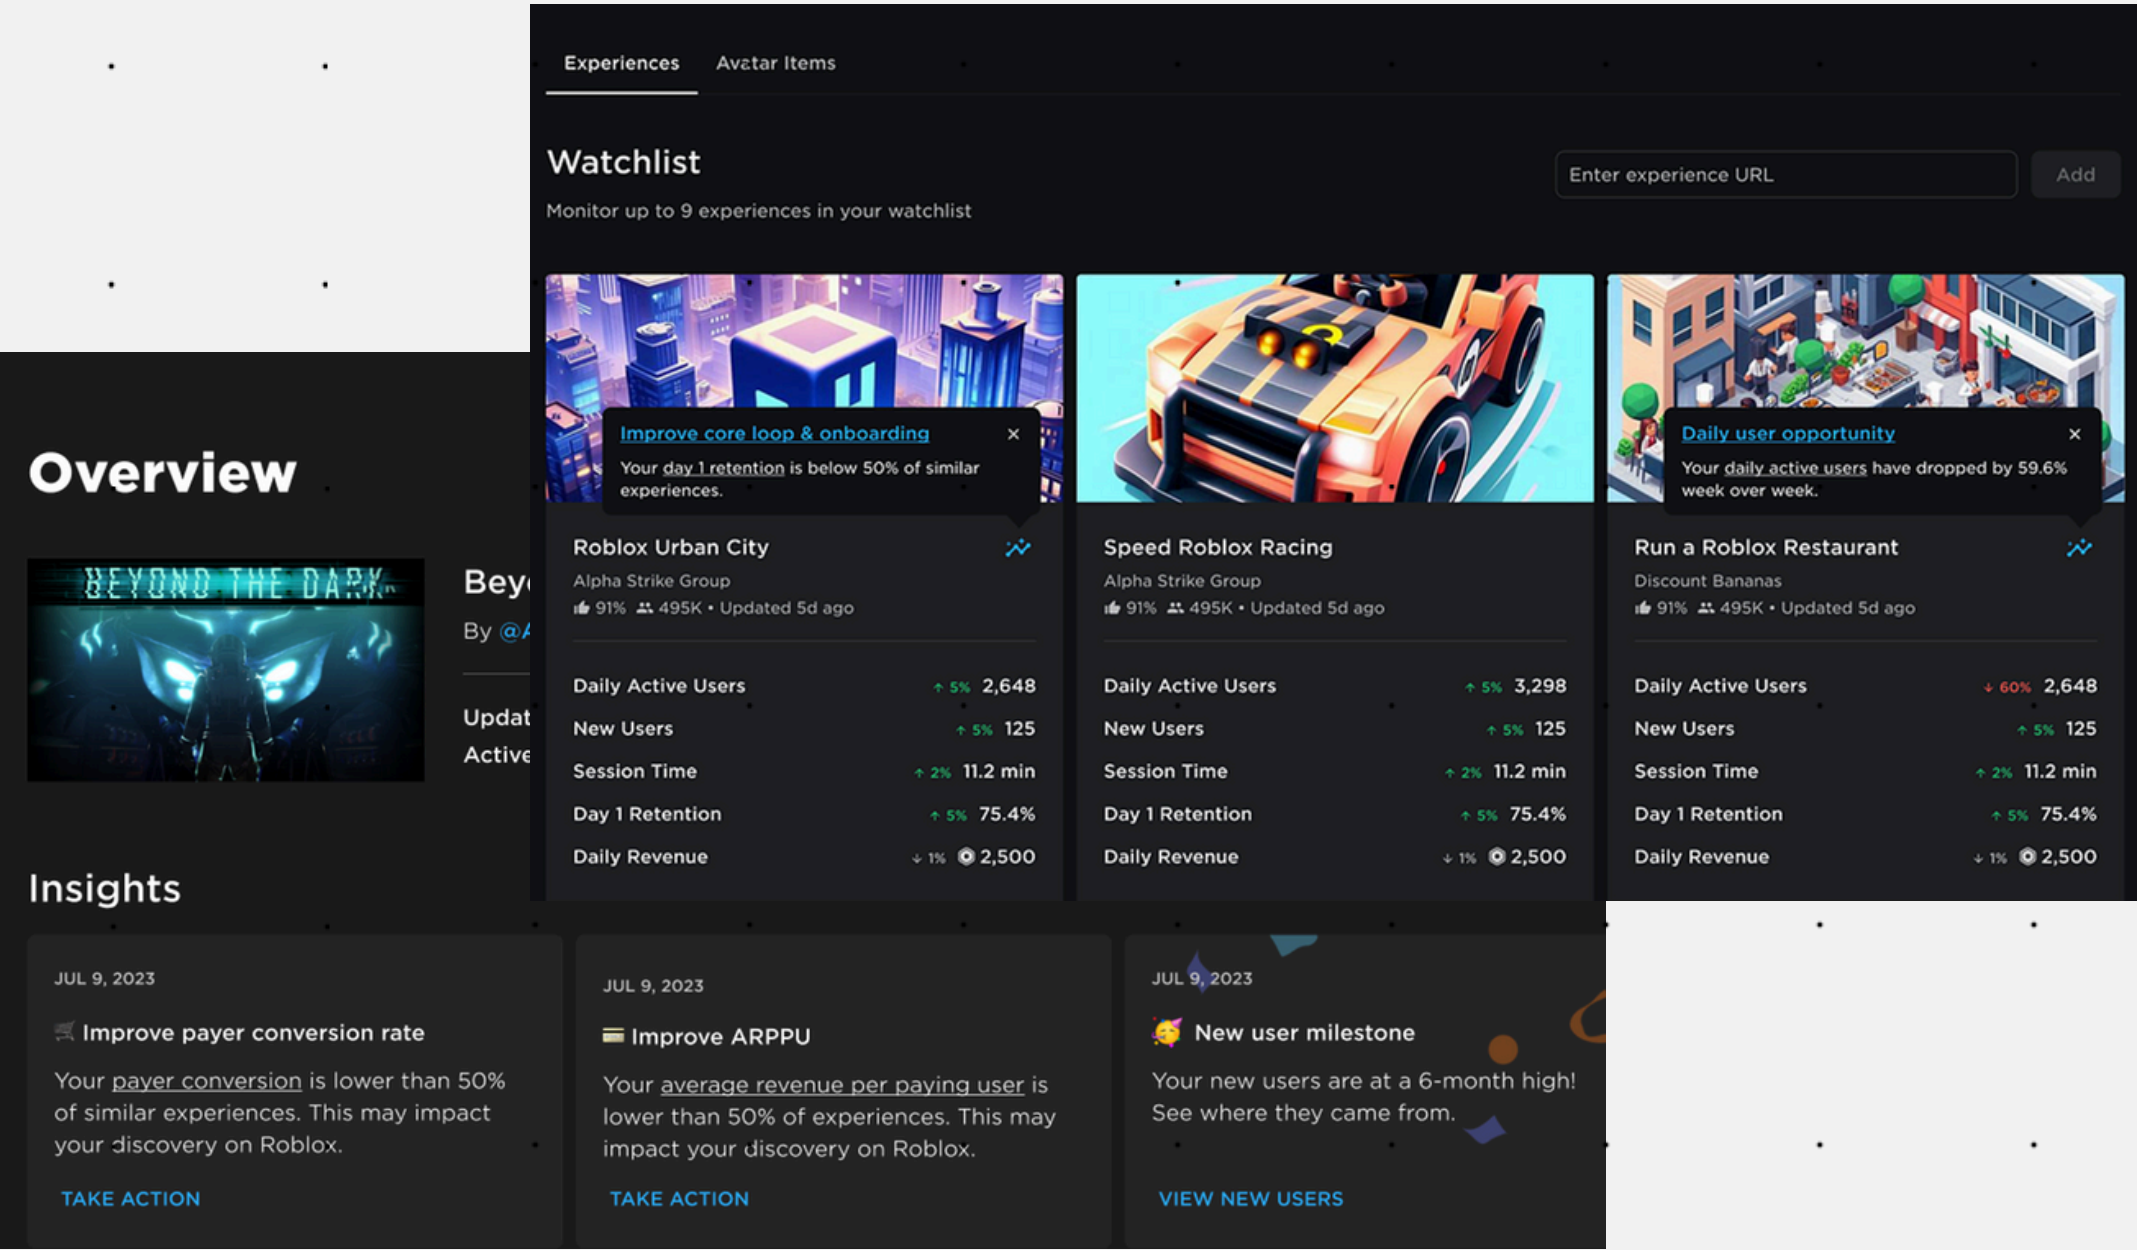 Experiences Avatar Items
Watchlist
Monitor up to 9 experiences in your watchlist
Enter experience URL
Add
Improve core loop & onboarding
Your day 1 retention is below 50% of similar
experiences.
Roblox Urban City
Alpha Strike Group
91% 495K • Updated 5d ago
Daily Active Users ↑ 5% 2,648
New Users ↑ 5% 125
Session Time ↑ 2% 11.2 min
Day 1 Retention ↑ 5% 75.4%
Daily Revenue ↓ 1% 2,500
Speed Roblox Racing
Alpha Strike Group
91% 495K • Updated 5d ago
Daily Active Users ↑ 5% 3,298
New Users ↑ 5% 125
Session Time ↑ 2% 11.2 min
Day 1 Retention ↑ 5% 75.4%
Daily Revenue ↓ 1% 2,500
Daily user opportunity
Your daily active users have dropped by 59.6%
week over week.
Run a Roblox Restaurant
Discount Bananas
91% 495K • Updated 5d ago
Daily Active Users ↓ 60% 2,648
New Users ↑ 5% 125
Session Time ↑ 2% 11.2 min
Day 1 Retention ↑ 5% 75.4%
Daily Revenue ↓ 1% 2,500
Overview
BEYOND THE DARK
Bey
By @A
Updat
Active
Insights
JUL 9, 2023
Improve payer conversion rate
Your payer conversion is lower than 50%
of similar experiences. This may impact
your discovery on Roblox.
TAKE ACTION
JUL 9, 2023
Improve ARPPU
Your average revenue per paying user is
lower than 50% of experiences. This may
impact your discovery on Roblox.
TAKE ACTION
JUL 9, 2023
New user milestone
Your new users are at a 6-month high!
See where they came from.
VIEW NEW USERS